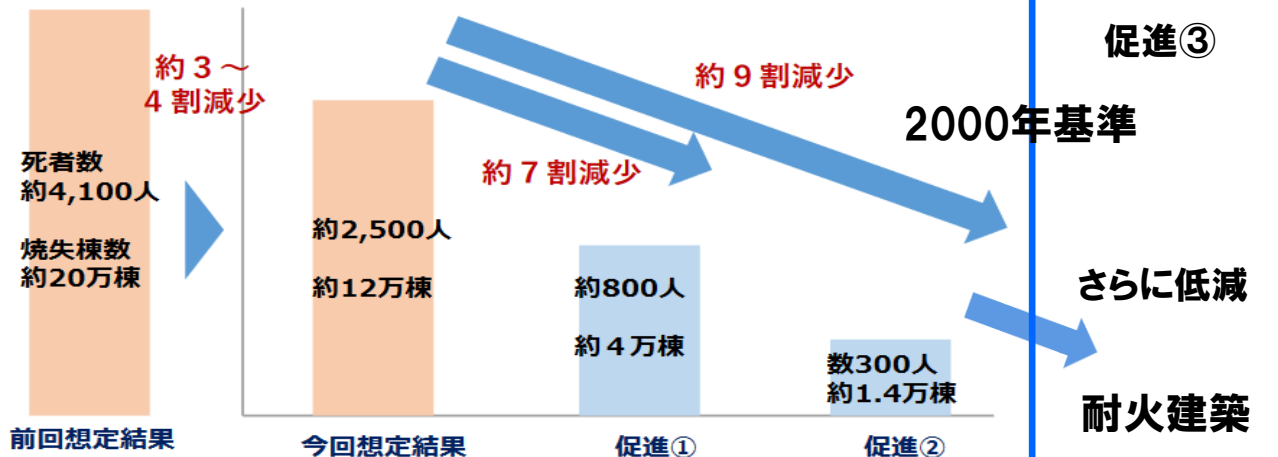 約３～
４割減少
死者数
約4,100人
焼失棟数
約20万棟
前回想定結果
約９割減少
約７割減少
約2,500人
約12万棟
今回想定結果
約800人
約４万棟
促進①
数300人
約1.4万棟
促進②
促進③
2000年基準
さらに低減
耐火建築